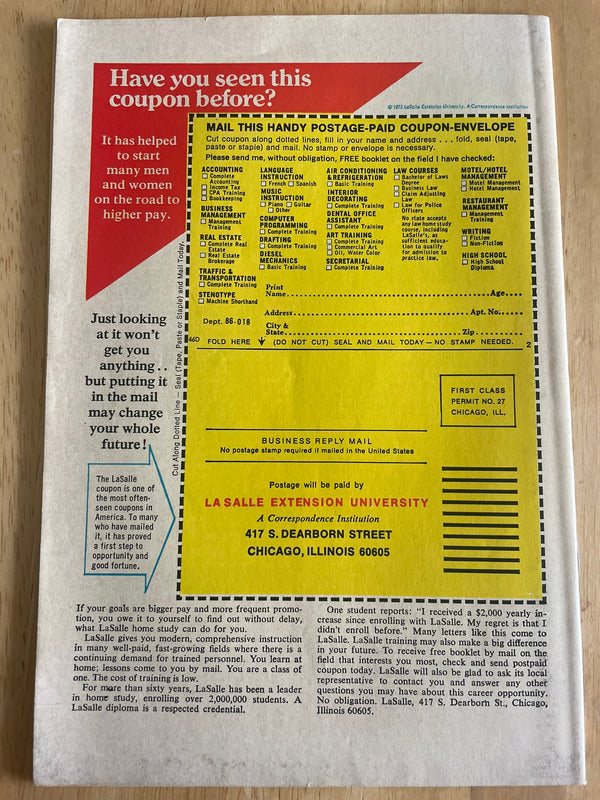 Have you seen this
coupon before?
© 1973 LaSalle Extension University. A Correspondence Institution
It has helped
to start
many men
and women
on the road to
higher pay.
Just looking
at it won't
get you
anything . .
but putting it
in the mail
may change
your whole
future!
The LaSalle
coupon is one of
the most often-
seen coupons in
America. To many
who have mailed
it, it has proved
a first step to
opportunity and
good fortune.
Cut Along Dotted Line — Seal (Tape, Paste or Staple) and Mail Today.
MAIL THIS HANDY POSTAGE-PAID COUPON-ENVELOPE
Cut coupon along dotted lines, fill in your name and address . . . fold, seal (tape,
paste or staple) and mail. No stamp or envelope is necessary.
Please send me, without obligation, FREE booklet on the field I have checked:
ACCOUNTING
Complete
Accounting
Income Tax
CPA Training
Bookkeeping
BUSINESS
MANAGEMENT
Management
Training
REAL ESTATE
Complete Real
Estate
Real Estate
Brokerage
TRAFFIC &
TRANSPORTATION
Complete Training
STENOTYPE
Machine Shorthand
LANGUAGE
INSTRUCTION
French Spanish
MUSIC
INSTRUCTION
Piano Guitar
Other
COMPUTER
PROGRAMMING
Complete Training
DRAFTING
Complete Training
DIESEL
MECHANICS
Basic Training
AIR CONDITIONING
& REFRIGERATION
Basic Training
INTERIOR
DECORATING
Complete Training
DENTAL OFFICE
ASSISTANT
Complete Training
ART TRAINING
Complete Training
Commercial Art
Oil, Water Color
SECRETARIAL
Complete Training
LAW COURSES
Bachelor of Laws
Degree
Business Law
Claim Adjusting
Law
Law for Police
Officers
No state accepts
any law home
study course,
including
LaSalle's, as
sufficient educa-
tion to qualify
for admission to
practice law.
MOTEL/HOTEL
MANAGEMENT
Motel Management
Hotel Management
RESTAURANT
MANAGEMENT
Management
Training
WRITING
Fiction
Non-Fiction
HIGH SCHOOL
High School
Diploma
Print
Name Age
Address Apt. No.
Dept. 86-018
City &
State Zip
46D FOLD HERE (DO NOT CUT) SEAL AND MAIL TODAY — NO STAMP NEEDED. 2
FIRST CLASS
PERMIT NO. 27
CHICAGO, ILL.
BUSINESS REPLY MAIL
No postage stamp required if mailed in the United States
Postage will be paid by
LA SALLE EXTENSION UNIVERSITY
A Correspondence Institution
417 S. DEARBORN STREET
CHICAGO, ILLINOIS 60605
If your goals are bigger pay and more frequent promo-
tion, you owe it to yourself to find out without delay,
what LaSalle home study can do for you.
LaSalle gives you modern, comprehensive instruction
in many well-paid, fast-growing fields where there is a
continuing demand for trained personnel. You learn at
home; lessons come to you by mail. You are a class of
one. The cost of training is low.
For more than sixty years, LaSalle has been a leader
in home study, enrolling over 2,000,000 students. A
LaSalle diploma is a respected credential.
One student reports: "I received a $2,000 yearly in-
crease since enrolling with LaSalle. My regret is that I
didn't enroll before." Many letters like this come to
LaSalle. LaSalle training may also make a big difference
in your future. To receive free booklet by mail on the
field that interests you most, check and send postpaid
coupon today. LaSalle will also be glad to ask its local
representative to contact you and answer any other
questions you may have about this career opportunity.
No obligation. LaSalle, 417 S. Dearborn St., Chicago,
Illinois 60605.